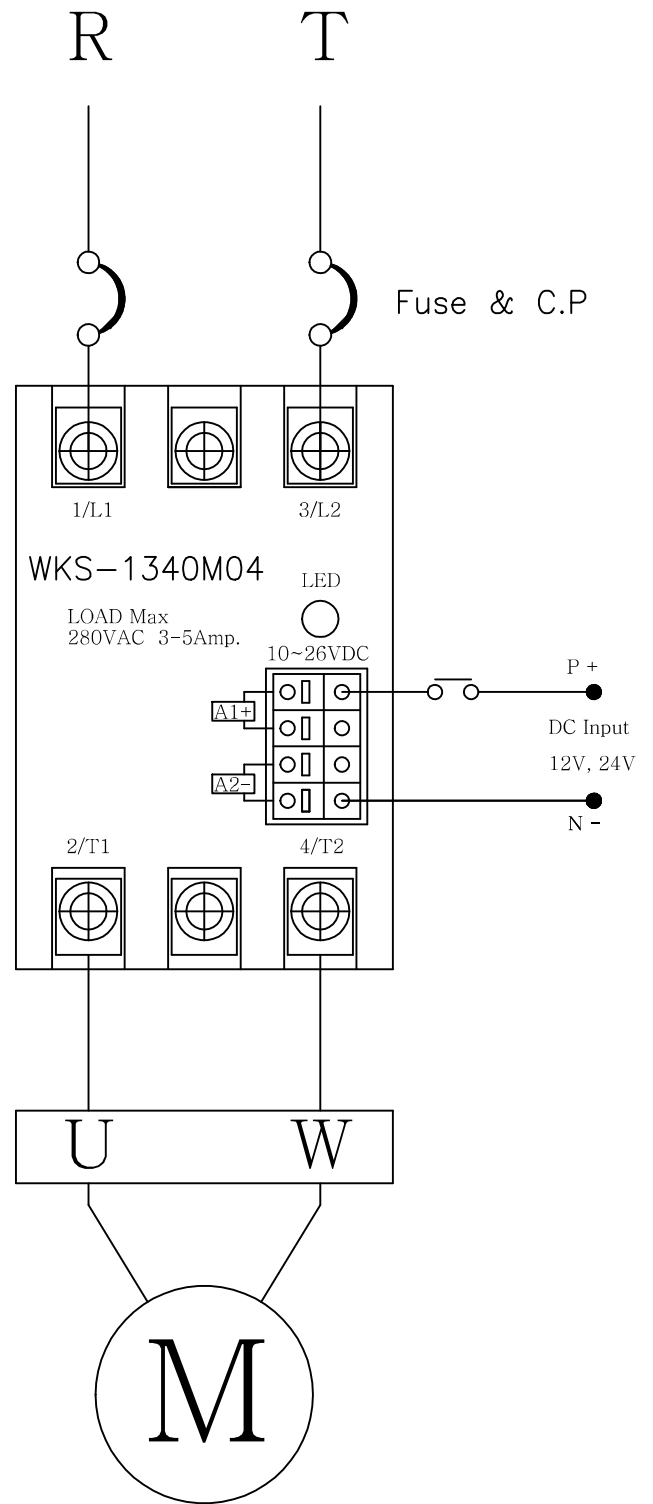 R T
Fuse & C.P
1/L1 3/L2
WKS-1340M04
LED
LOAD Max
280VAC 3-5Amp.
10~26VDC
P +
A1+
DC Input
12V, 24V
A2-
N -
2/T1 4/T2
U W
M